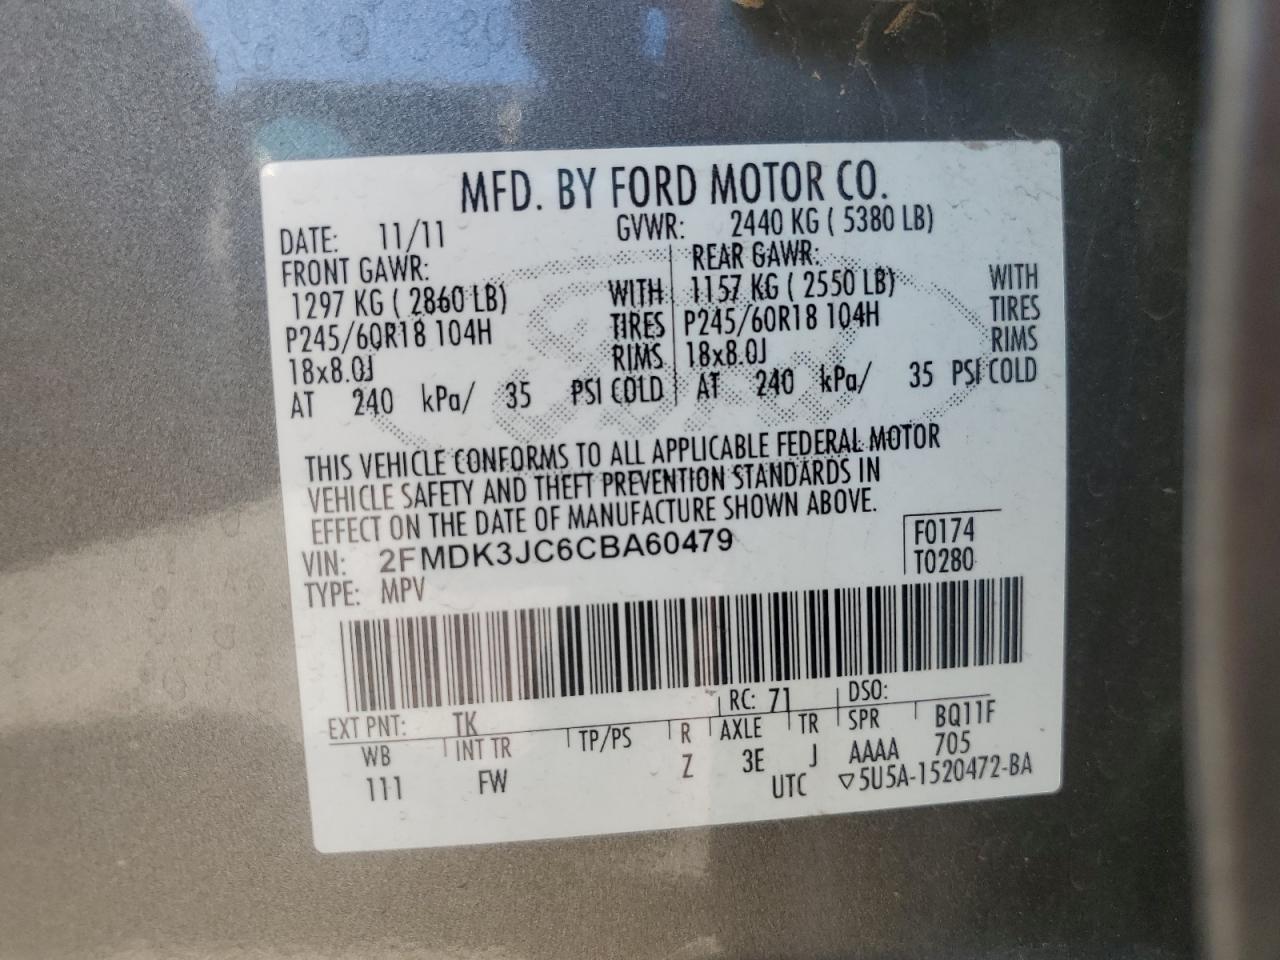 MFD. BY FORD MOTOR CO.
DATE: 11/11 GVWR: 2440 KG ( 5380 LB)
FRONT GAWR: REAR GAWR:
1297 KG ( 2860 LB) WITH 1157 KG ( 2550 LB) WITH
P245/60R18 104H TIRES P245/60R18 104H TIRES
18x8.0J RIMS 18x8.0J RIMS
AT 240 kPa/ 35 PSI COLD AT 240 kPa/ 35 PSI COLD
THIS VEHICLE CONFORMS TO ALL APPLICABLE FEDERAL MOTOR
VEHICLE SAFETY AND THEFT PREVENTION STANDARDS IN
EFFECT ON THE DATE OF MANUFACTURE SHOWN ABOVE.
VIN: 2FMDK3JC6CBA60479 F0174
TYPE: MPV T0280
EXT PNT: TK RC: 71 DSO:
WB INT TR TP/PS R AXLE TR SPR BQ11F
111 FW Z 3E J AAAA 705
UTC ▽5U5A-1520472-BA